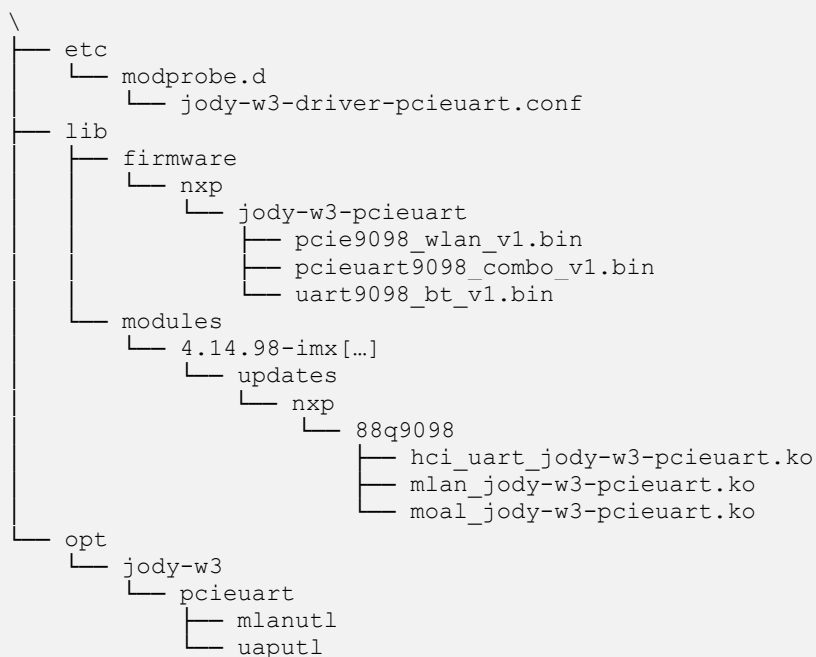 \
├── etc
│   └── modprobe.d
│       └── jody-w3-driver-pcieuart.conf
├── lib
│   ├── firmware
│   │   └── nxp
│   │       └── jody-w3-pcieuart
│   │           ├── pcie9098_wlan_v1.bin
│   │           ├── pcieuart9098_combo_v1.bin
│   │           └── uart9098_bt_v1.bin
│   └── modules
│       └── 4.14.98-imx[…]
│           └── updates
│               └── nxp
│                   └── 88q9098
│                       ├── hci_uart_jody-w3-pcieuart.ko
│                       ├── mlan_jody-w3-pcieuart.ko
│                       └── moal_jody-w3-pcieuart.ko
└── opt
    └── jody-w3
        └── pcieuart
            ├── mlanutl
            └── uaputl